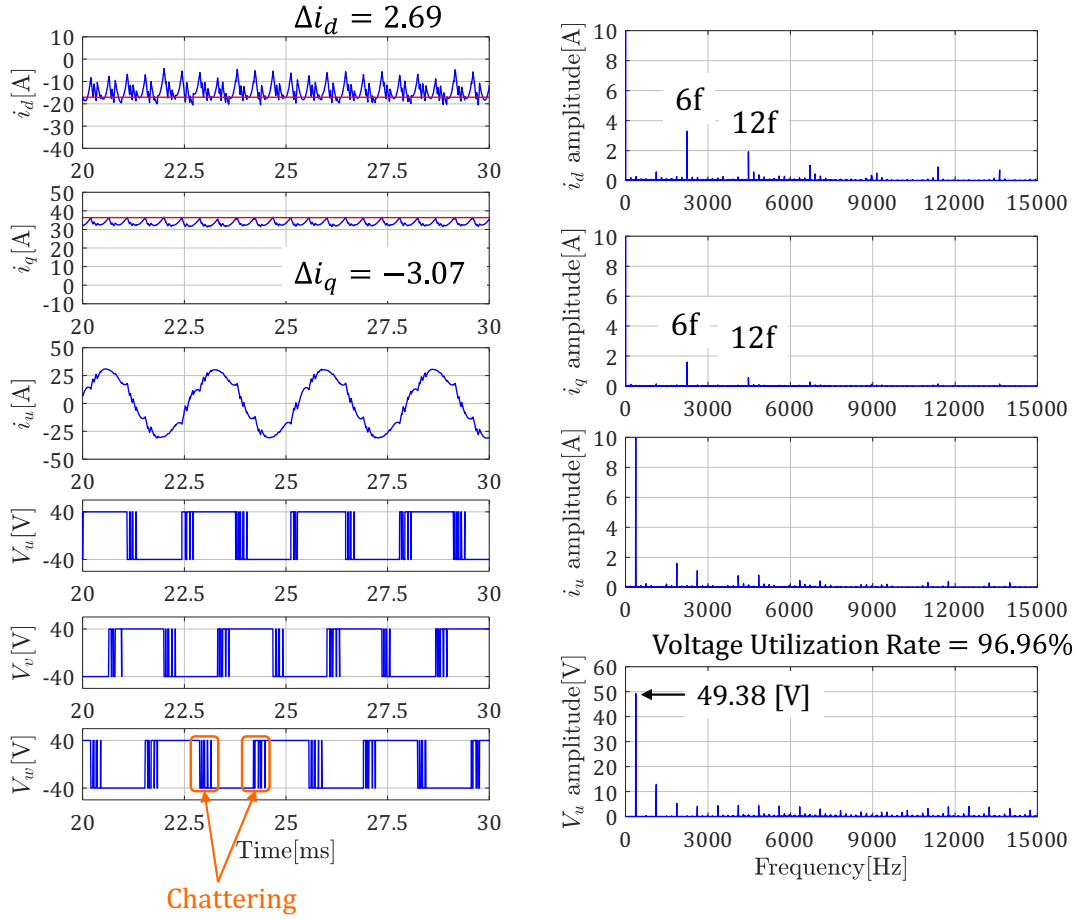 Δi_d = 2.69
i_d[A]
10
0
-10
-20
-30
-40
20 22.5 25 27.5 30
i_q[A]
50
40
30
20
10
0
-10
Δi_q = −3.07
20 22.5 25 27.5 30
i_u[A]
50
25
0
-25
-50
20 22.5 25 27.5 30
V_u[V]
40
-40
20 22.5 25 27.5 30
V_v[V]
40
-40
20 22.5 25 27.5 30
V_w[V]
40
-40
20 22.5 25 27.5 30
Time[ms]
Chattering
i_d amplitude[A]
10
8
6
4
2
0
6f
12f
0 3000 6000 9000 12000 15000
i_q amplitude[A]
10
8
6
4
2
0
6f 12f
0 3000 6000 9000 12000 15000
i_u amplitude[A]
10
8
6
4
2
0
0 3000 6000 9000 12000 15000
Voltage Utilization Rate = 96.96%
V_u amplitude[V]
60
50
40
30
20
10
0
49.38 [V]
0 3000 6000 9000 12000 15000
Frequency[Hz]